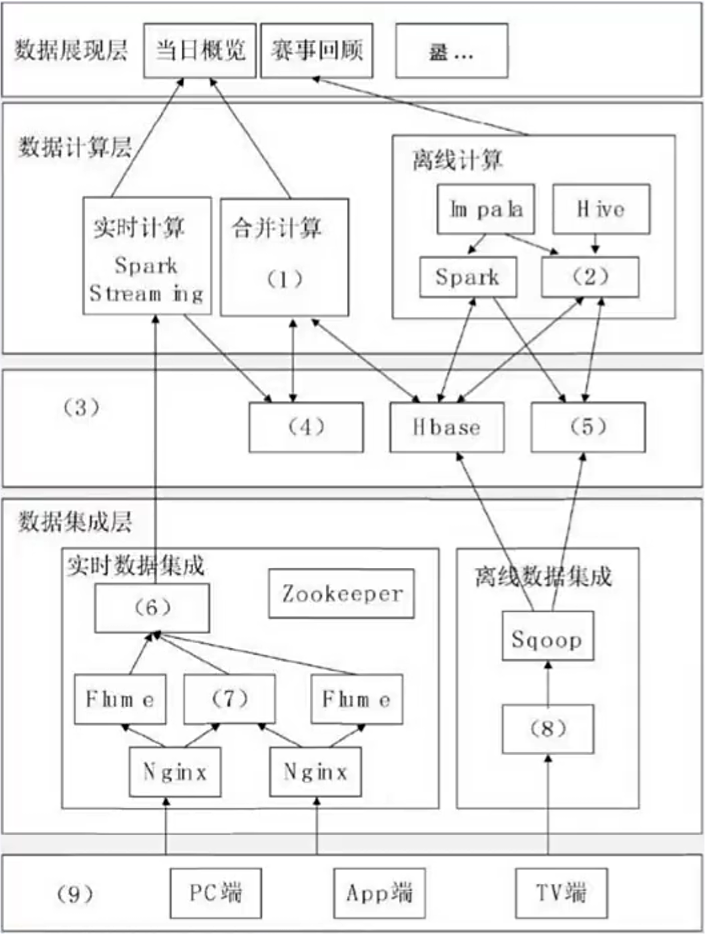 数据展现层
当日概览
赛事回顾
...
数据计算层
实时计算
Spark
Streaming
合并计算
(1)
离线计算
Impala
Hive
Spark
(2)
(3)
(4)
Hbase
(5)
数据集成层
实时数据集成
(6)
Zookeeper
Flume
(7)
Flume
Nginx
Nginx
离线数据集成
Sqoop
(8)
(9)
PC端
App端
TV端